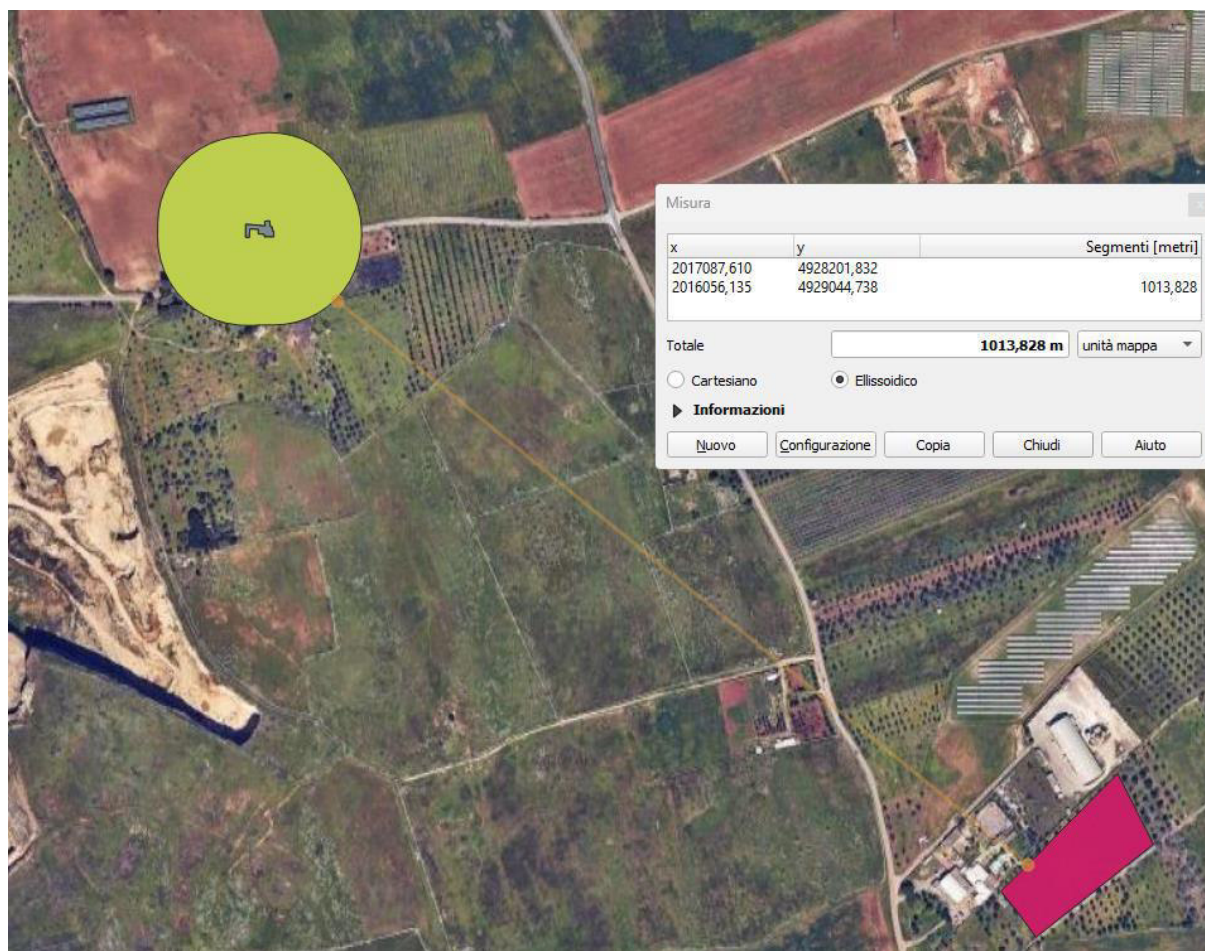 Misura
x y Segmenti [metri]
2017087,610 4928201,832
2016056,135 4929044,738 1013,828
Totale 1013,828 m unità mappa
Cartesiano Ellissoidico
Informazioni
Nuovo Configurazione Copia Chiudi Aiuto